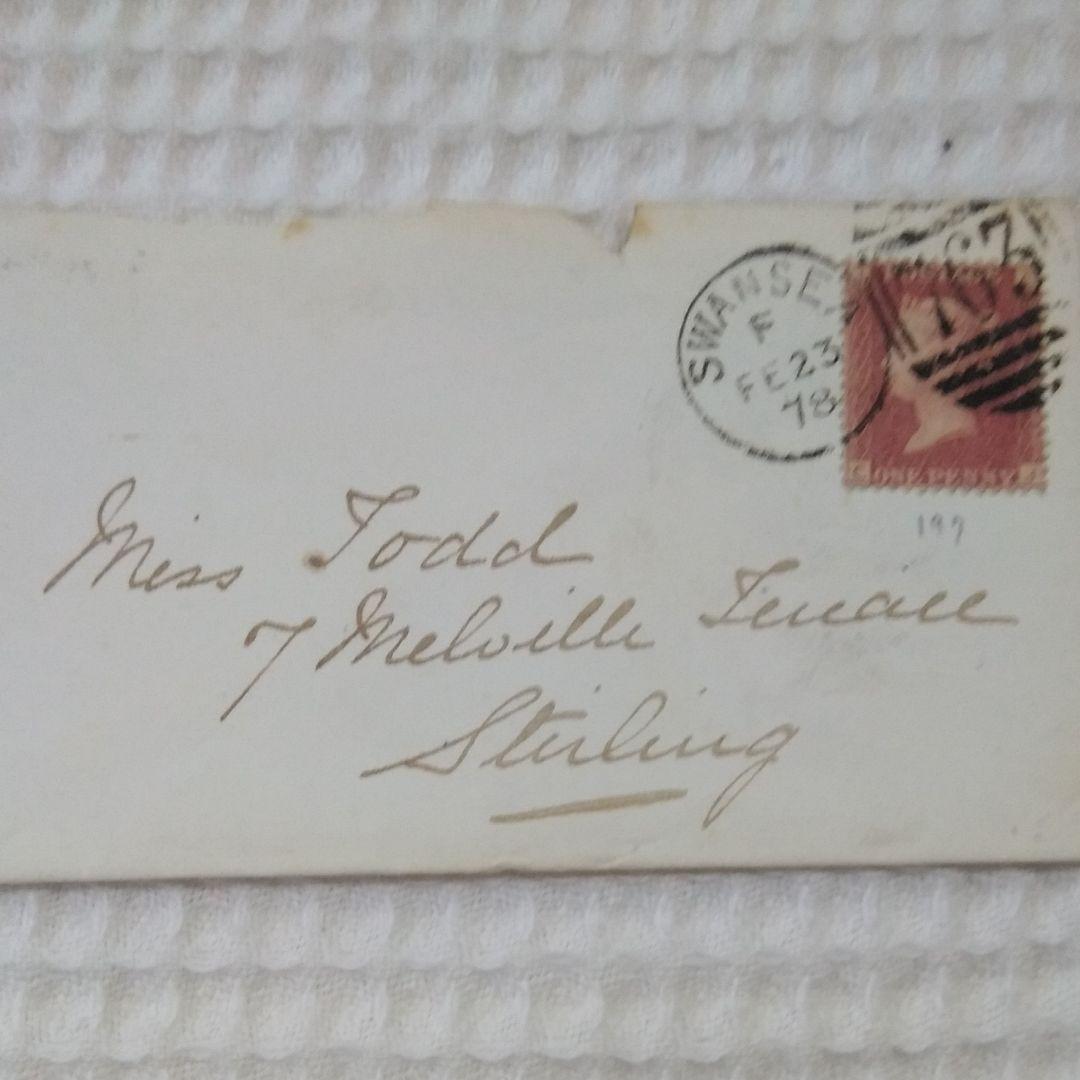 SWANSEA
F
FE 23
78
ONE PENNY
197
Miss Todd
7 Melville Terrace
Stirling